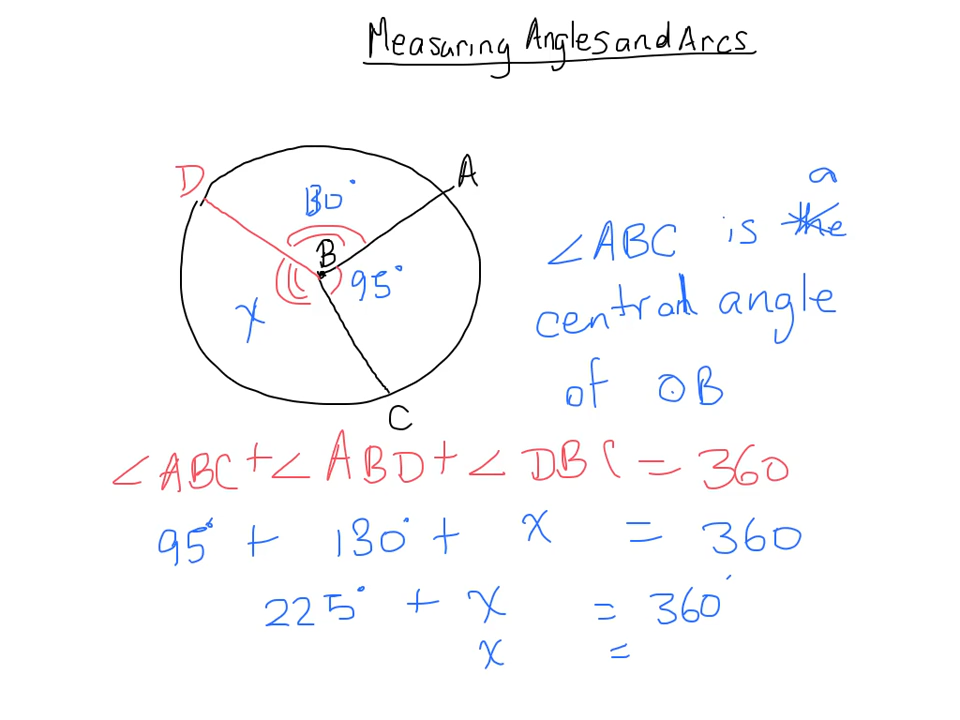 Measuring Angles and Arcs
D
A
130°
B
95°
x
C
∠ABC is a
central angle
of ⊙B
∠ABC + ∠ABD + ∠DBC = 360
95° + 130° + x = 360
225° + x = 360°
x =